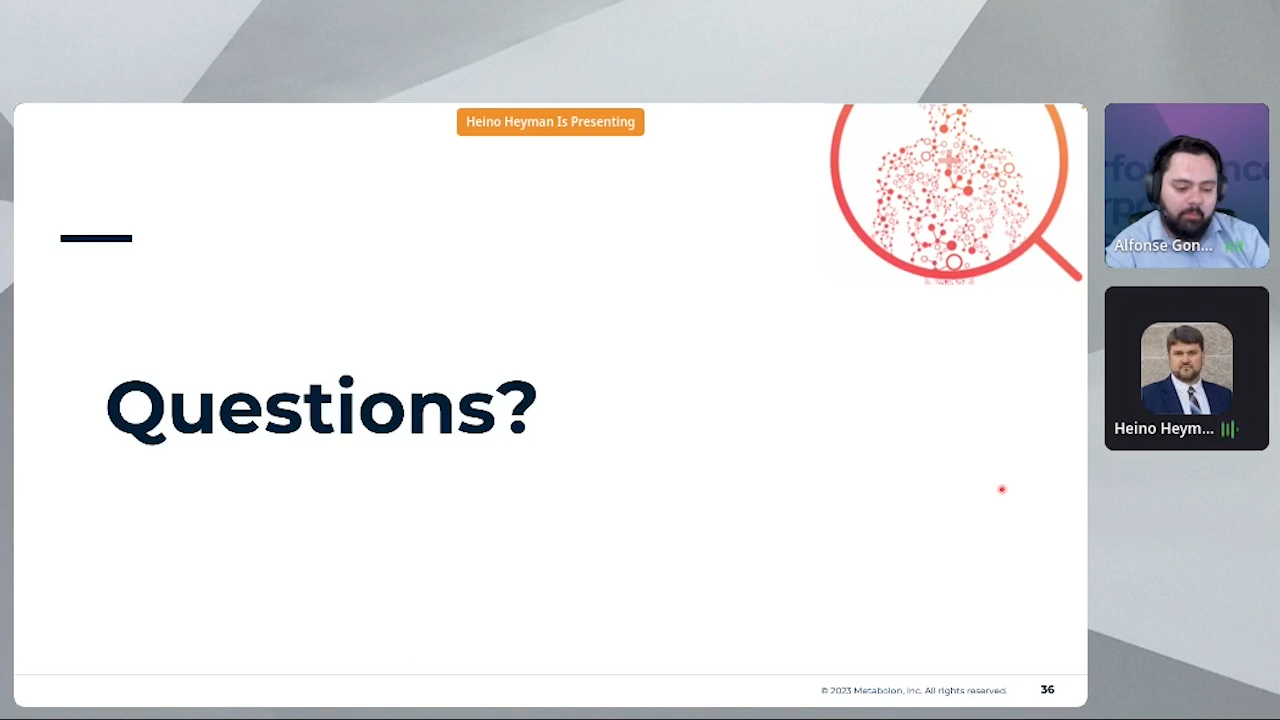 Heino Heyman Is Presenting
Questions?
© 2023 Metabolon, Inc. All rights reserved.
36
Alfonse Gon...
Heino Heym...